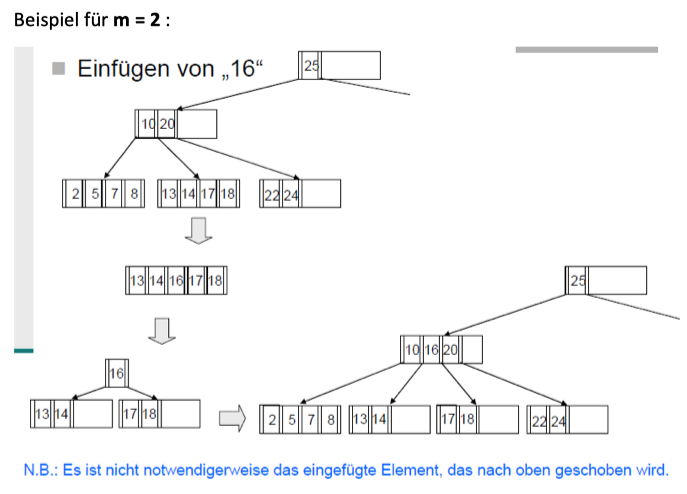 Beispiel für m = 2 :
Einfügen von „16“
25
10 20
2 5 7 8 13 14 17 18 22 24
13 14 16 17 18
25
10 16 20
16
13 14 17 18 2 5 7 8 13 14 17 18 22 24
N.B.: Es ist nicht notwendigerweise das eingefügte Element, das nach oben geschoben wird.